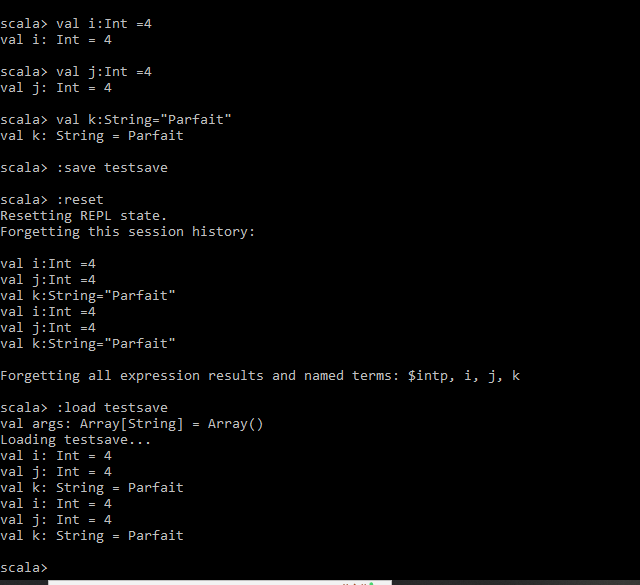 scala> val i:Int =4
val i: Int = 4
scala> val j:Int =4
val j: Int = 4
scala> val k:String="Parfait"
val k: String = Parfait
scala> :save testsave
scala> :reset
Resetting REPL state.
Forgetting this session history:
val i:Int =4
val j:Int =4
val k:String="Parfait"
val i:Int =4
val j:Int =4
val k:String="Parfait"
Forgetting all expression results and named terms: $intp, i, j, k
scala> :load testsave
val args: Array[String] = Array()
Loading testsave...
val i: Int = 4
val j: Int = 4
val k: String = Parfait
val i: Int = 4
val j: Int = 4
val k: String = Parfait
scala>